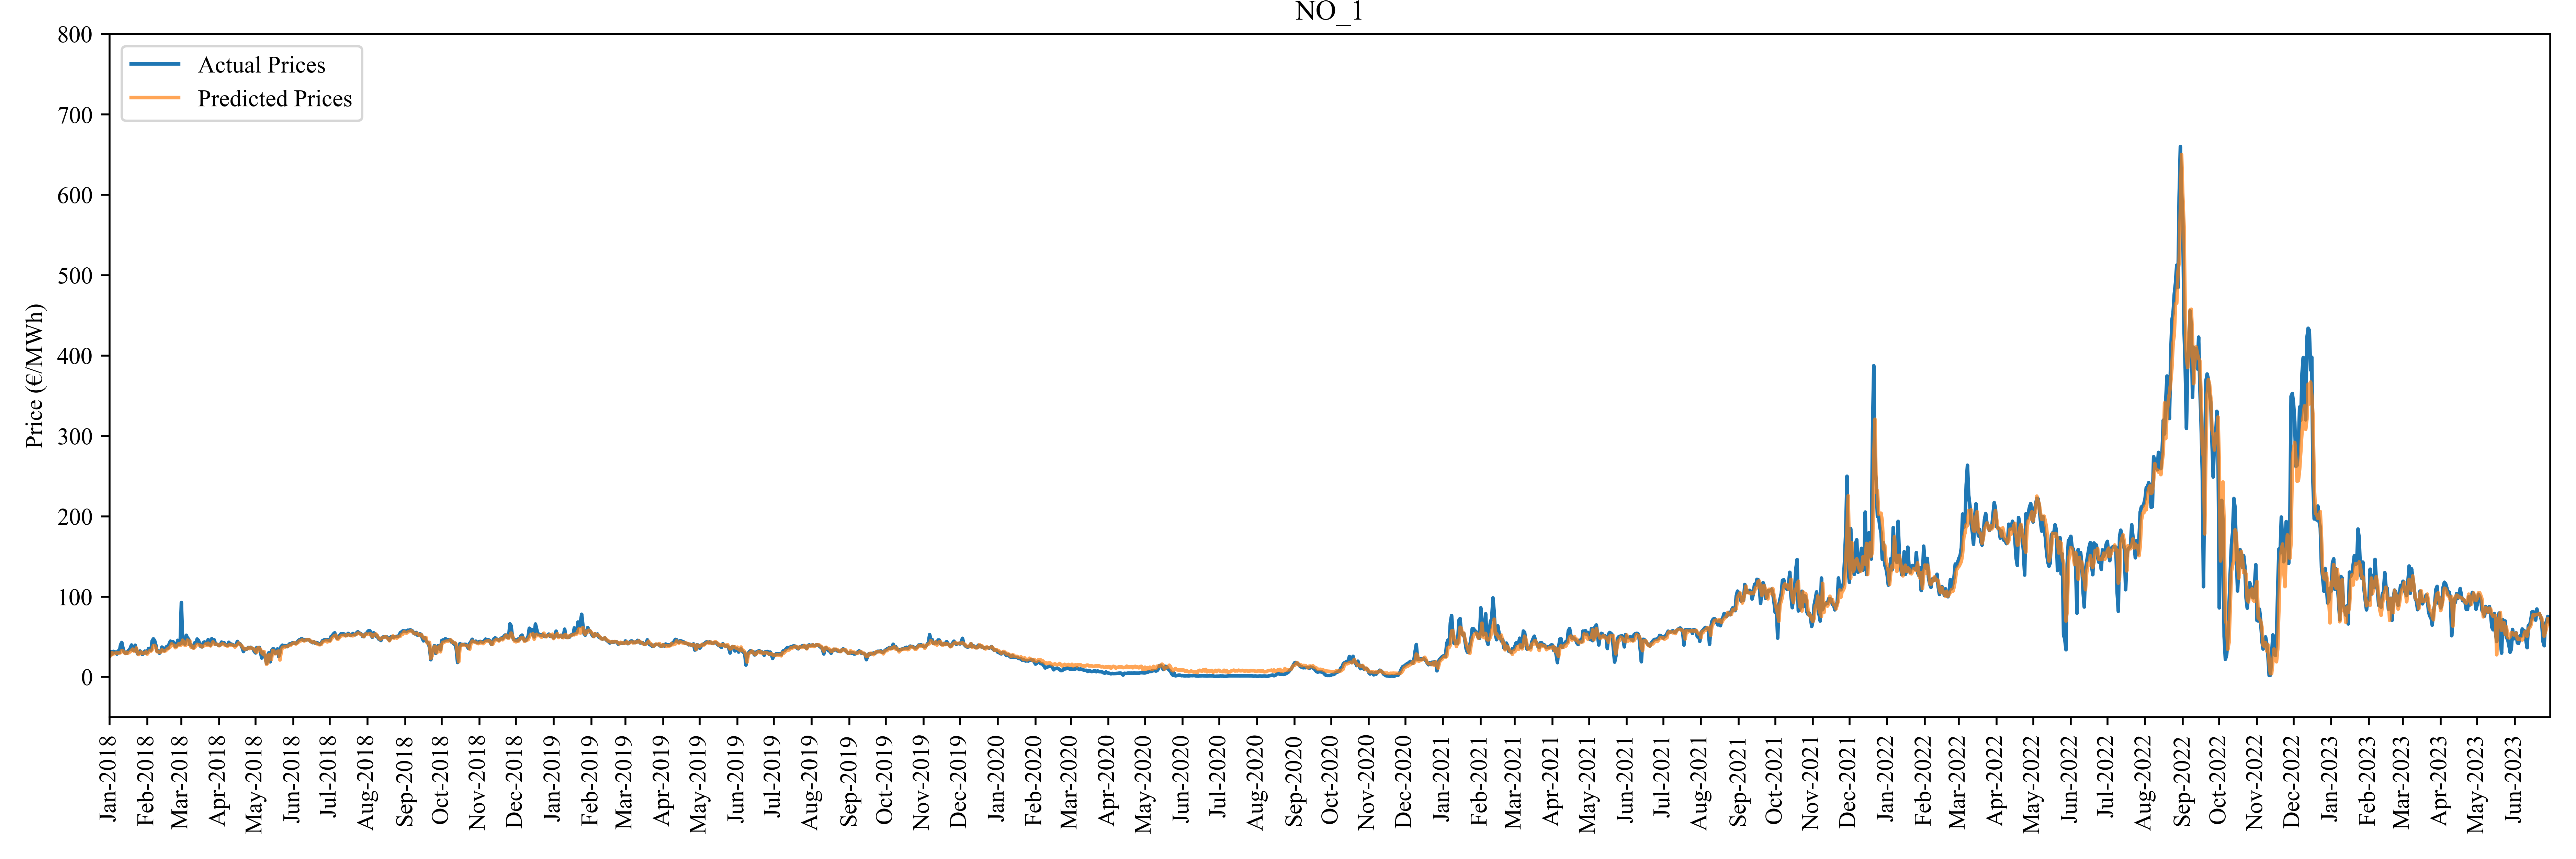 NO_1
Actual Prices
Predicted Prices
Price (€/MWh)
800
700
600
500
400
300
200
100
0
Jan-2018
Feb-2018
Mar-2018
Apr-2018
May-2018
Jun-2018
Jul-2018
Aug-2018
Sep-2018
Oct-2018
Nov-2018
Dec-2018
Jan-2019
Feb-2019
Mar-2019
Apr-2019
May-2019
Jun-2019
Jul-2019
Aug-2019
Sep-2019
Oct-2019
Nov-2019
Dec-2019
Jan-2020
Feb-2020
Mar-2020
Apr-2020
May-2020
Jun-2020
Jul-2020
Aug-2020
Sep-2020
Oct-2020
Nov-2020
Dec-2020
Jan-2021
Feb-2021
Mar-2021
Apr-2021
May-2021
Jun-2021
Jul-2021
Aug-2021
Sep-2021
Oct-2021
Nov-2021
Dec-2021
Jan-2022
Feb-2022
Mar-2022
Apr-2022
May-2022
Jun-2022
Jul-2022
Aug-2022
Sep-2022
Oct-2022
Nov-2022
Dec-2022
Jan-2023
Feb-2023
Mar-2023
Apr-2023
May-2023
Jun-2023